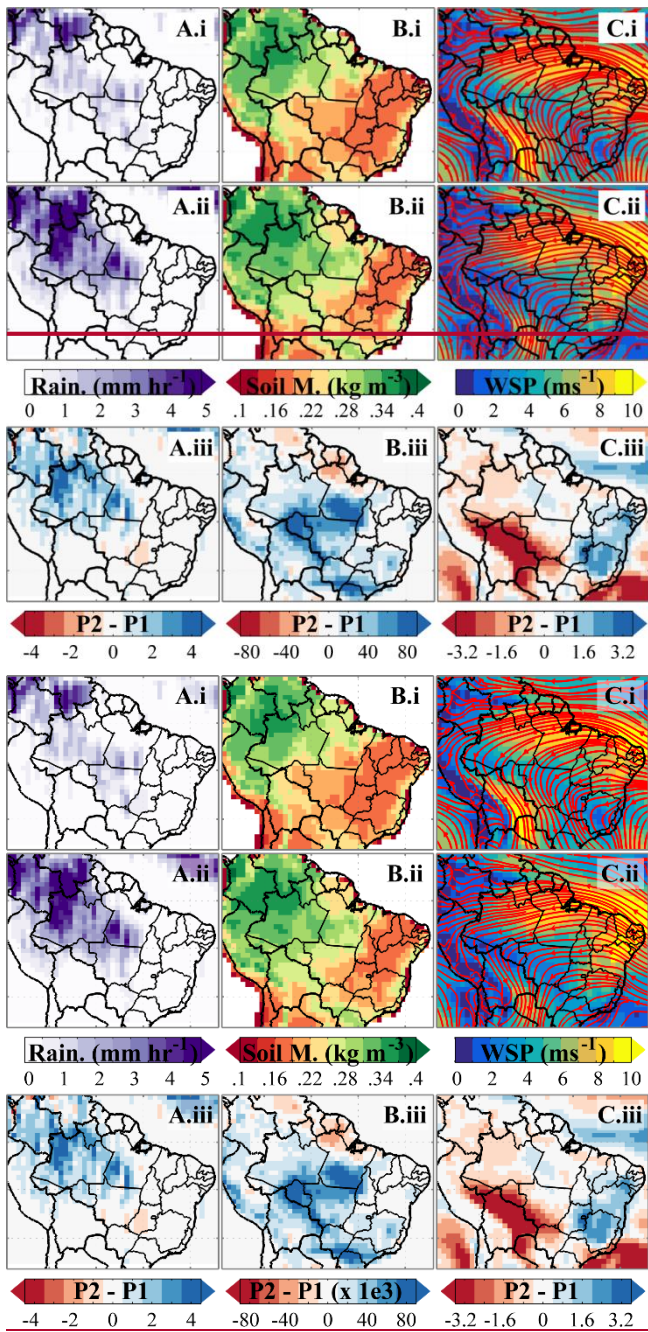 A.i B.i C.i
A.ii B.ii C.ii
Rain. (mm hr⁻¹) Soil M. (kg m⁻³) WSP (ms⁻¹)
0 1 2 3 4 5 .1 .16 .22 .28 .34 .4 0 2 4 6 8 10
A.iii B.iii C.iii
P2 - P1 P2 - P1 P2 - P1
-4 -2 0 2 4 -80 -40 0 40 80 -3.2 -1.6 0 1.6 3.2
A.i B.i C.i
A.ii B.ii C.ii
Rain. (mm hr⁻¹) Soil M. (kg m⁻³) WSP (ms⁻¹)
0 1 2 3 4 5 .1 .16 .22 .28 .34 .4 0 2 4 6 8 10
A.iii B.iii C.iii
P2 - P1 P2 - P1 (x 1e3) P2 - P1
-4 -2 0 2 4 -80 -40 0 40 80 -3.2 -1.6 0 1.6 3.2